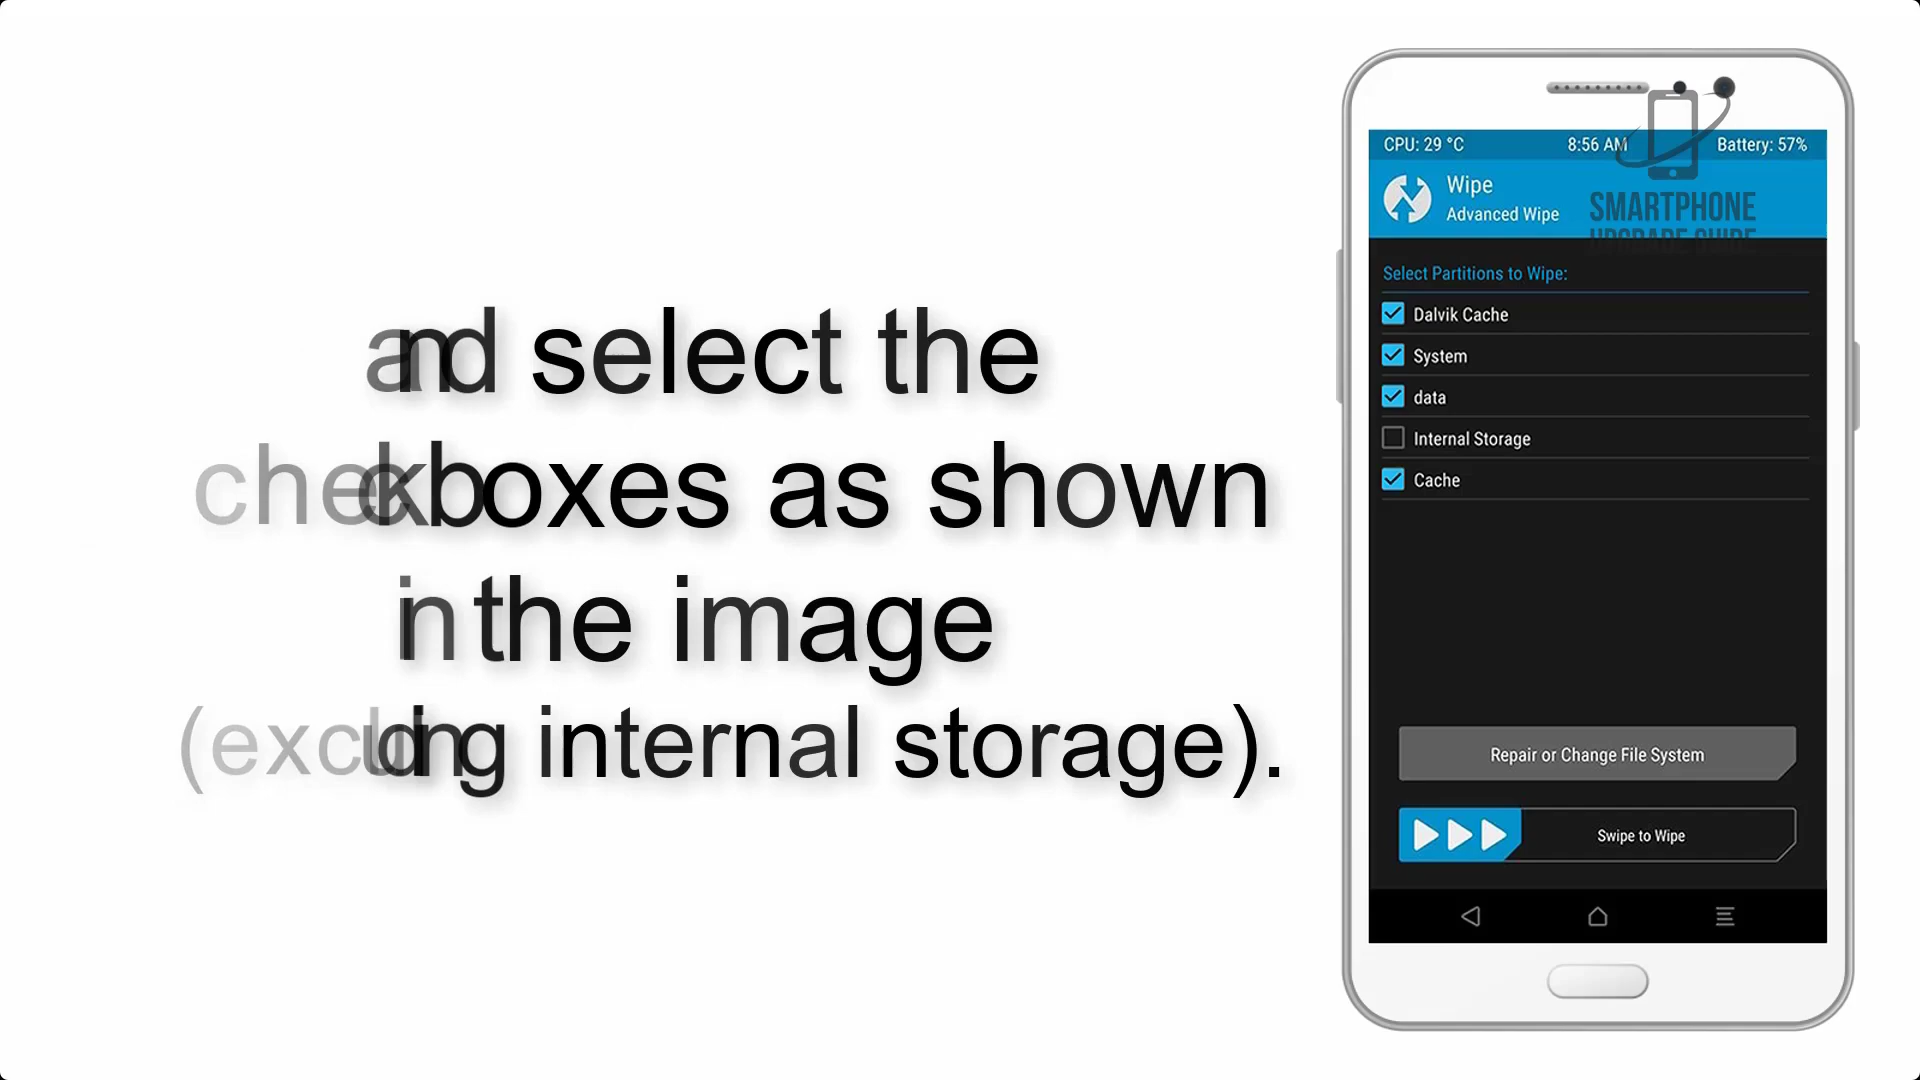 and select the
checkboxes as shown
in the image
(excluding internal storage).
CPU: 29 °C 8:56 AM Battery: 57%
Wipe
Advanced Wipe
SMARTPHONE
UPGRADE GUIDE
Select Partitions to Wipe:
Dalvik Cache
System
data
Internal Storage
Cache
Repair or Change File System
Swipe to Wipe